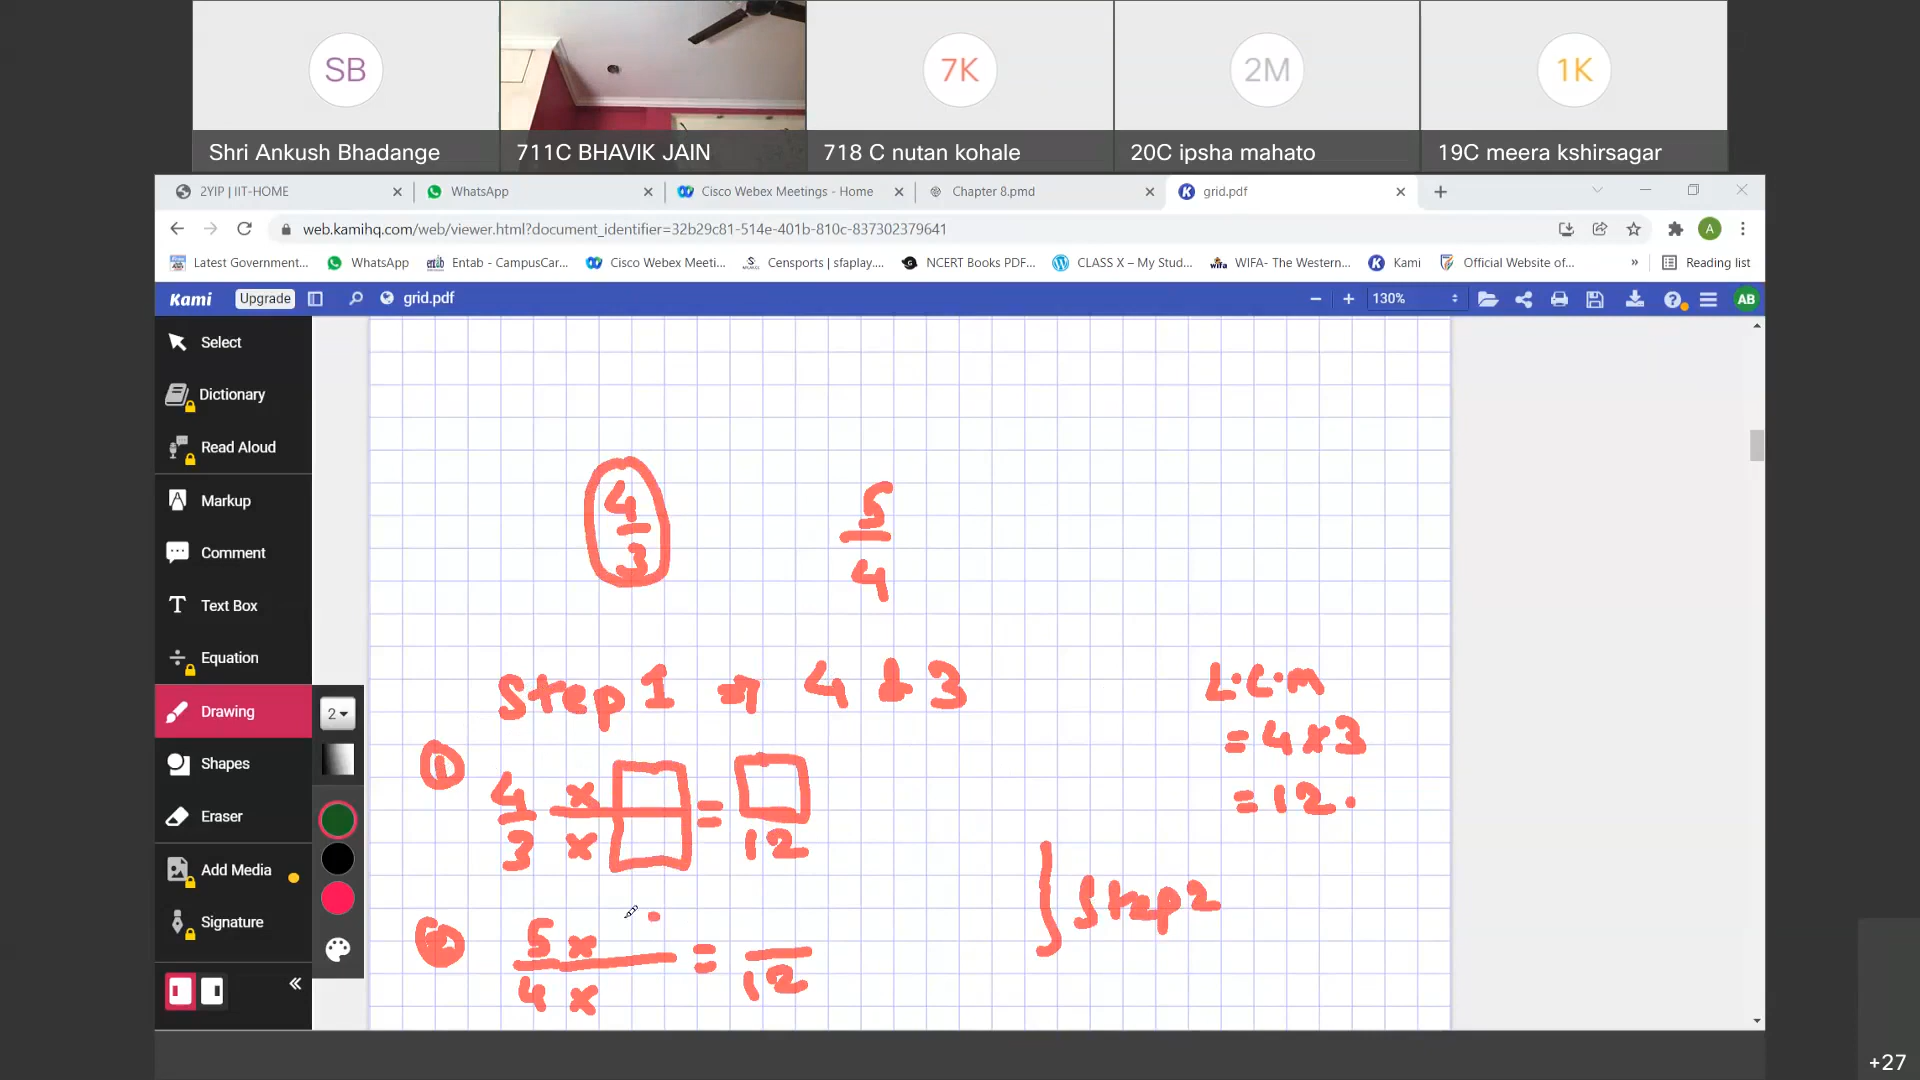 SB
7K
2M
1K
Shri Ankush Bhadange
711C BHAVIK JAIN
718 C nutan kohale
20C ipsha mahato
19C meera kshirsagar
2YIP | IIT-HOME
WhatsApp
Cisco Webex Meetings - Home
Chapter 8.pmd
grid.pdf
web.kamihq.com/web/viewer.html?document_identifier=32b29c81-514e-401b-810c-837302379641
A
Latest Government...
WhatsApp
Entab - CampusCar...
Cisco Webex Meeti...
Censports | sfaplay....
NCERT Books PDF...
CLASS X – My Stud...
WIFA- The Western...
Kami
Official Website of...
»
Reading list
Kami
Upgrade
grid.pdf
130%
AB
Select
Dictionary
Read Aloud
Markup
Comment
Text Box
Equation
Drawing
2
Shapes
Eraser
Add Media
Signature
4/3
5/4
Step 1 ⇒ 4 & 3
L.C.M
= 4 x 3
= 12.
① 4/3 x/x □/□ = □/12
Step 2
5 x / 4 x = /12
+27